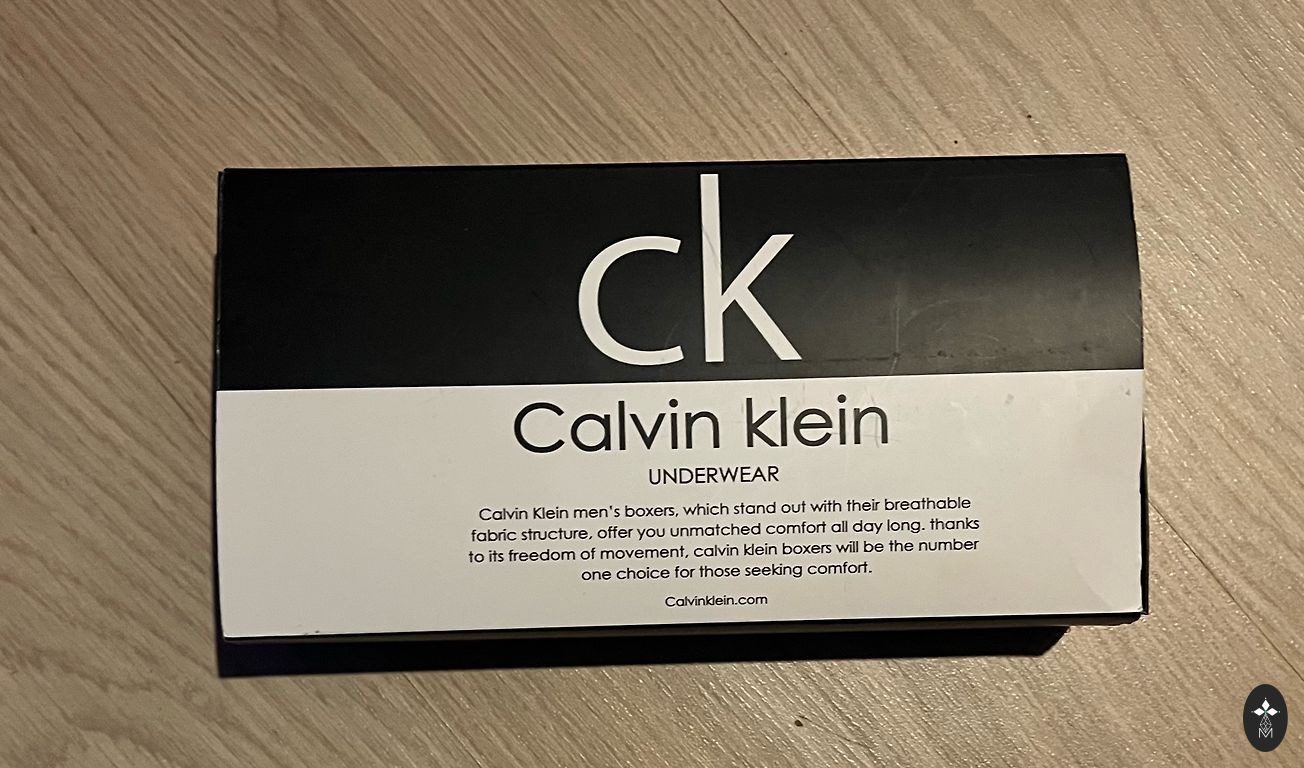 ck
Calvin klein
UNDERWEAR
Calvin Klein men's boxers, which stand out with their breathable
fabric structure, offer you unmatched comfort all day long. thanks
to its freedom of movement, calvin klein boxers will be the number
one choice for those seeking comfort.
Calvinklein.com
M